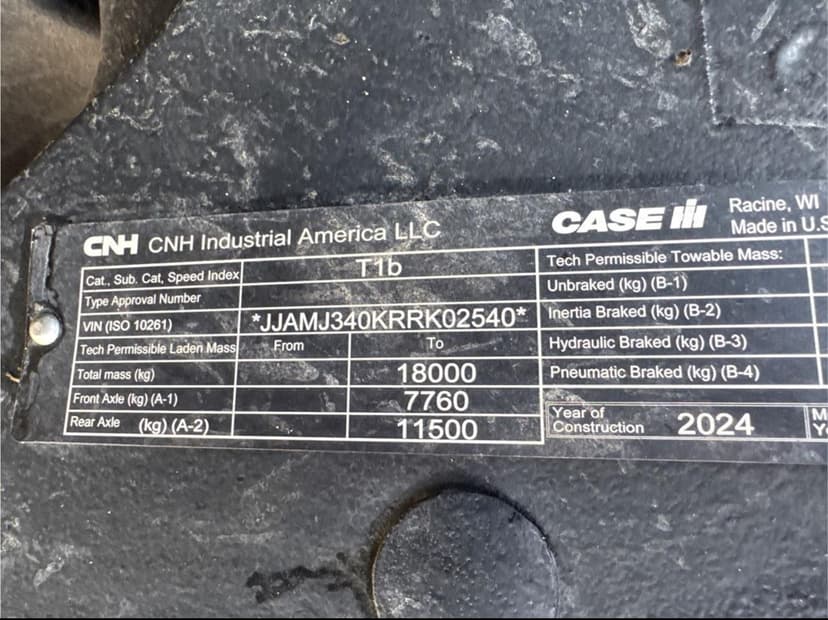 CNH CNH Industrial America LLC
CASE IH Racine, WI
Made in U.S
Cat., Sub. Cat, Speed Index T1b
Type Approval Number
VIN (ISO 10261) *JJAMJ340KRRK02540*
Tech Permissible Laden Mass From To
Total mass (kg) 18000
Front Axle (kg) (A-1) 7760
Rear Axle (kg) (A-2) 11500
Tech Permissible Towable Mass:
Unbraked (kg) (B-1)
Inertia Braked (kg) (B-2)
Hydraulic Braked (kg) (B-3)
Pneumatic Braked (kg) (B-4)
Year of
Construction 2024